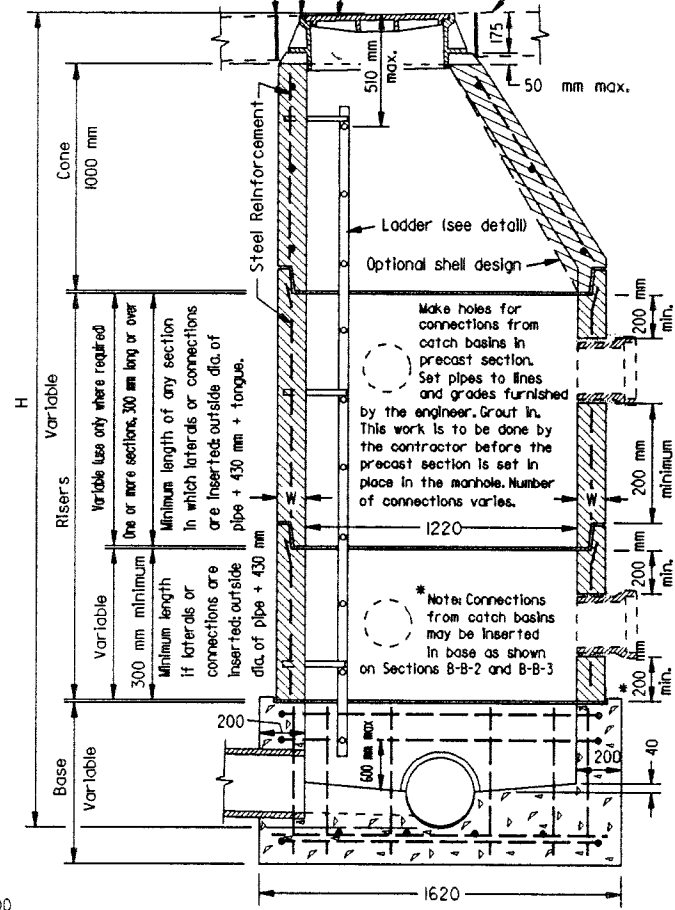 175
510 mm
max.
50 mm max.
Cone
1000 mm
Steel Reinforcement
Ladder (see detail)
Optional shell design
H
Risers
Variable
Variable (use only where required)
One or more sections, 300 mm long or over
Minimum length of any section
in which laterals or connections
are inserted: outside dia. of
pipe + 430 mm + tongue.
Make holes for
connections from
catch basins in
precast section.
Set pipes to lines
and grades furnished
by the engineer. Grout in.
This work is to be done by
the contractor before the
precast section is set in
place in the manhole. Number
of connections varies.
200 mm
min.
200 mm
minimum
W
W
1220
200 mm
min.
Variable
300 mm minimum
Minimum length
if laterals or
connections are
inserted: outside
dia. of pipe + 430 mm
* Note: Connections
from catch basins
may be inserted
in base as shown
on Sections B-B-2 and B-B-3
200 mm
min.
*
Base
Variable
200
600 mm max
200
40
1620